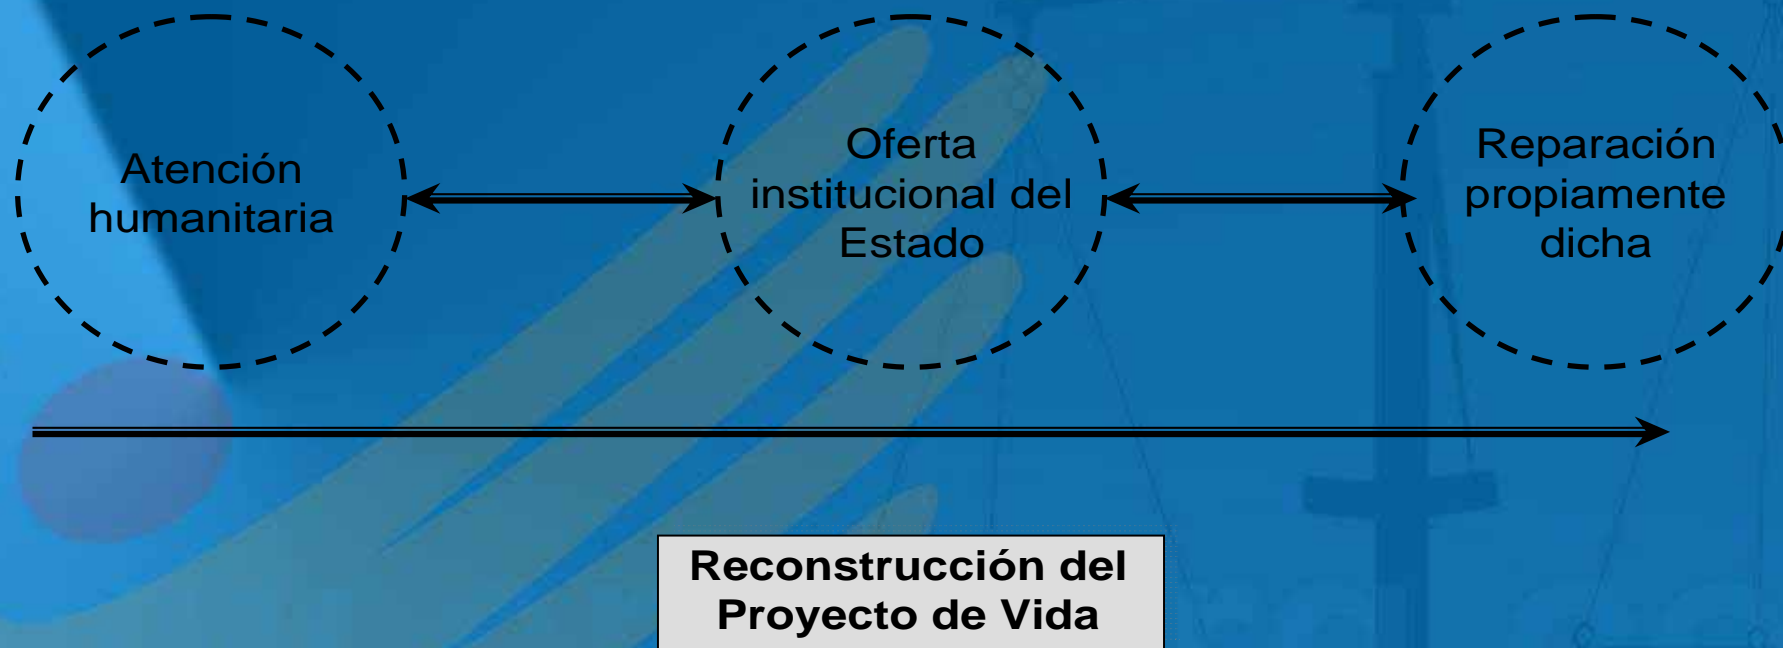 Atención
humanitaria
Oferta
institucional del
Estado
Reparación
propiamente
dicha
Reconstrucción del
Proyecto de Vida